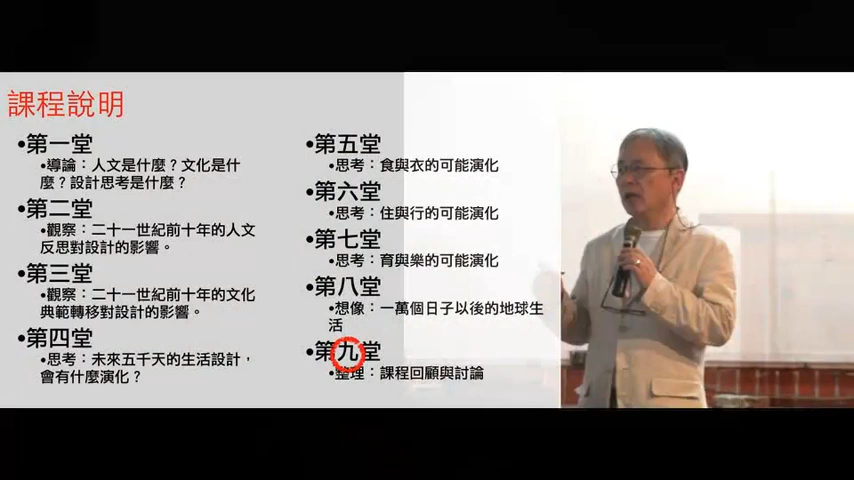 課程說明
•第一堂
•導論：人文是什麼？文化是什
麼？設計思考是什麼？
•第二堂
•觀察：二十一世紀前十年的人文
反思對設計的影響。
•第三堂
•觀察：二十一世紀前十年的文化
典範轉移對設計的影響。
•第四堂
•思考：未來五千天的生活設計，
會有什麼演化？
•第五堂
•思考：食與衣的可能演化
•第六堂
•思考：住與行的可能演化
•第七堂
•思考：育與樂的可能演化
•第八堂
•想像：一萬個日子以後的地球生
活
•第九堂
•整理：課程回顧與討論